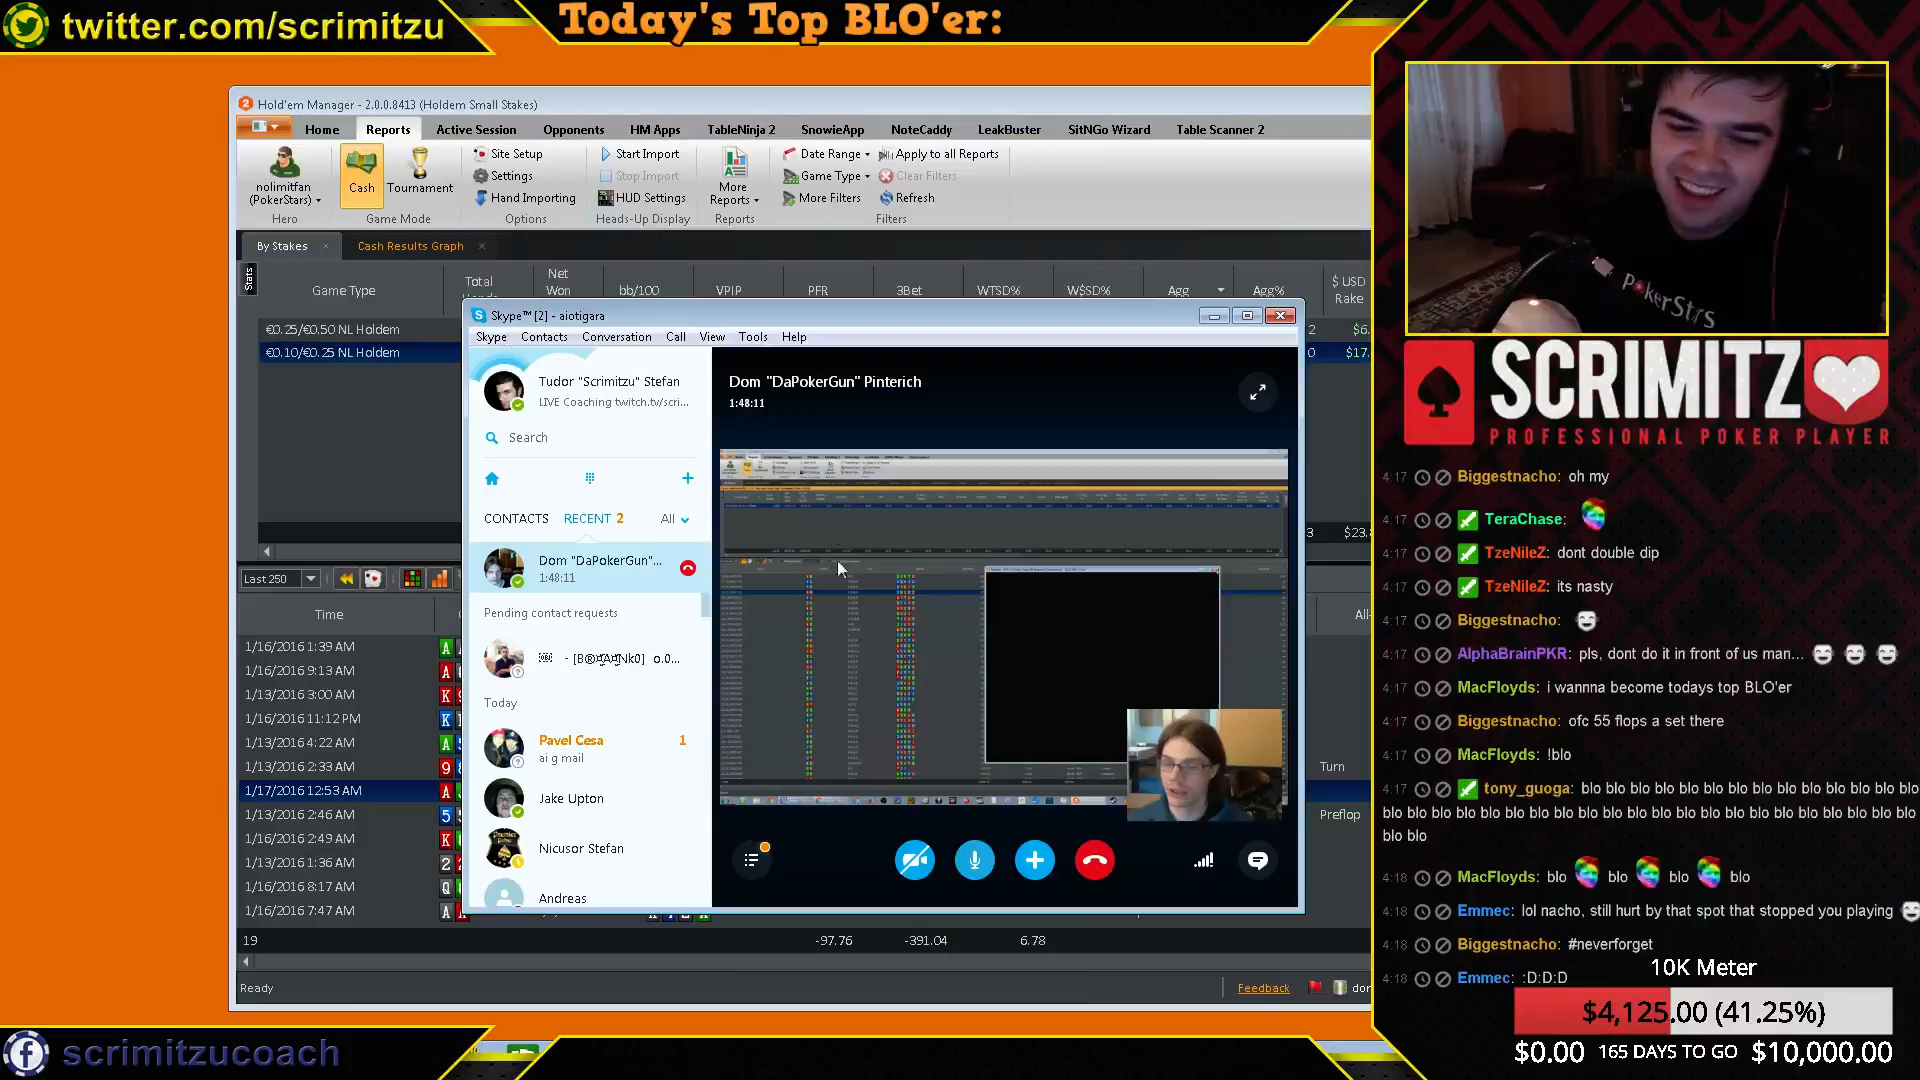 twitter.com/scrimitzu
Today's Top BLO'er:
Hold'em Manager - 2.0.0.8413 (Holdem Small Stakes)
Home
Reports
Active Session
Opponents
HM Apps
TableNinja 2
SnowieApp
NoteCaddy
LeakBuster
SitNGo Wizard
Table Scanner 2
nolimitfan
(PokerStars)
Hero
Cash
Tournament
Game Mode
Site Setup
Settings
Hand Importing
Options
Start Import
Stop Import
HUD Settings
Heads-Up Display
More
Reports
Reports
Date Range
Game Type
More Filters
Apply to all Reports
Clear Filters
Refresh
Filters
By Stakes
Cash Results Graph
Stats
Game Type
Total
Net
Won
bb/100
VPIP
PFR
3Bet
WTSD%
W$SD%
Agg
Agg%
$ USD
Rake
€0.25/€0.50 NL Holdem
2 $6.
€0.10/€0.25 NL Holdem
0 $17.
3 $23.8
Skype™ [2] - aiotigara
Skype Contacts Conversation Call View Tools Help
Tudor "Scrimitzu" Stefan
LIVE Coaching twitch.tv/scri...
Search
CONTACTS RECENT 2 All
Dom "DaPokerGun"...
1:48:11
Pending contact requests
Today
Pavel Cesa 1
ai g mail
Jake Upton
Nicusor Stefan
Andreas
Dom "DaPokerGun" Pinterich
1:48:11
Last 250
Time
All-
1/16/2016 1:39 AM A
1/16/2016 9:13 AM A
1/13/2016 3:00 AM K
1/16/2016 11:12 PM K
1/13/2016 4:22 AM A
1/13/2016 2:33 AM 9
Turn
1/17/2016 12:53 AM A
1/13/2016 2:46 AM 5
Preflop
1/16/2016 2:49 AM K
1/13/2016 1:36 AM 2
1/16/2016 8:17 AM Q
1/16/2016 7:47 AM A
19 -97.76 -391.04 6.78
Ready
Feedback
don
PokerStars
SCRIMITZ
PROFESSIONAL POKER PLAYER
4:17 Biggestnacho: oh my
4:17 TeraChase:
4:17 TzeNileZ: dont double dip
4:17 TzeNileZ: its nasty
4:17 Biggestnacho:
4:17 AlphaBrainPKR: pls, dont do it in front of us man...
4:17 MacFloyds: i wannna become todays top BLO'er
4:17 Biggestnacho: ofc 55 flops a set there
4:17 MacFloyds: !blo
4:17 tony_guoga: blo blo blo blo blo blo blo blo blo blo blo
blo blo blo blo blo blo blo blo blo blo blo blo blo blo blo blo blo
blo blo
4:18 MacFloyds: blo blo blo blo
4:18 Emmec: lol nacho, still hurt by that spot that stopped you playing
4:18 Biggestnacho: #neverforget
4:18 Emmec: :D:D:D
10K Meter
$4,125.00 (41.25%)
$0.00 165 DAYS TO GO $10,000.00
scrimitzucoach